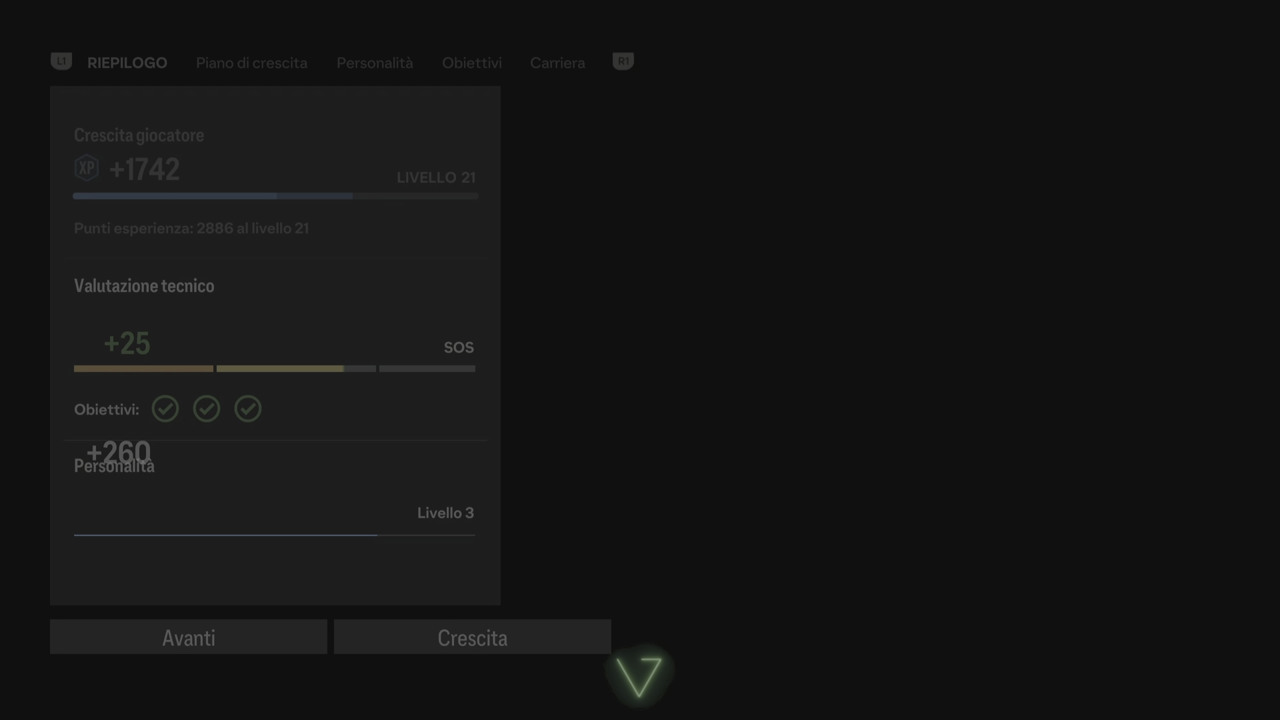 L1 RIEPILOGO Piano di crescita Personalità Obiettivi Carriera R1
Crescita giocatore
XP +1742
LIVELLO 21
Punti esperienza: 2886 al livello 21
Valutazione tecnico
+25
SOS
Obiettivi:
+260
Personalità
Livello 3
Avanti Crescita